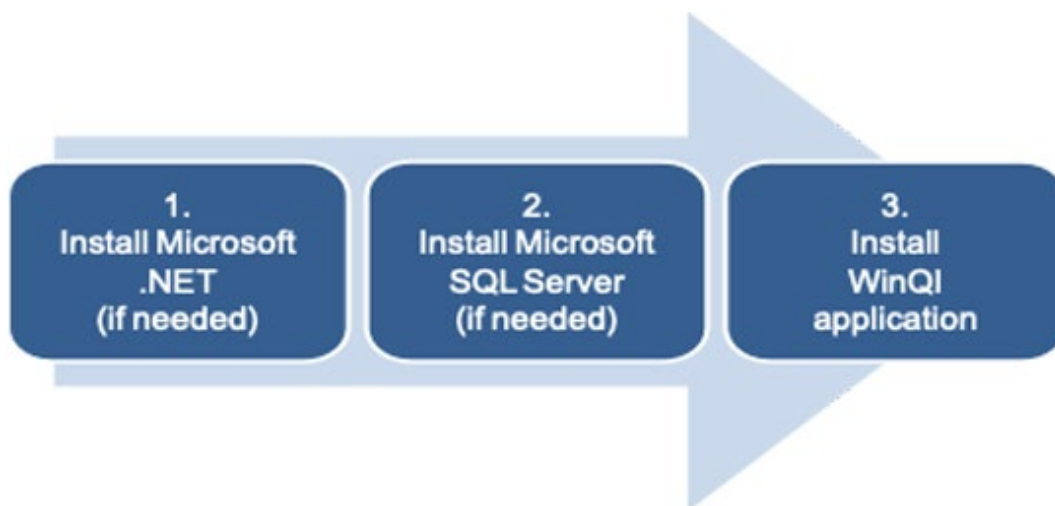 1.
Install Microsoft
.NET
(if needed)
2.
Install Microsoft
SQL Server
(if needed)
3.
Install
WinQI
application